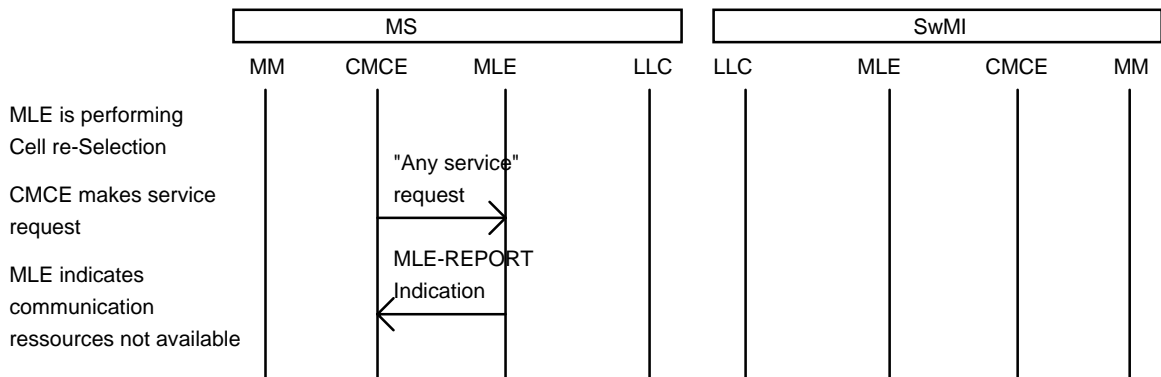 MS SwMI
MM CMCE MLE LLC LLC MLE CMCE MM
MLE is performing
Cell re-Selection
CMCE makes service
request
"Any service"
request
MLE indicates
communication
ressources not available
MLE-REPORT
Indication